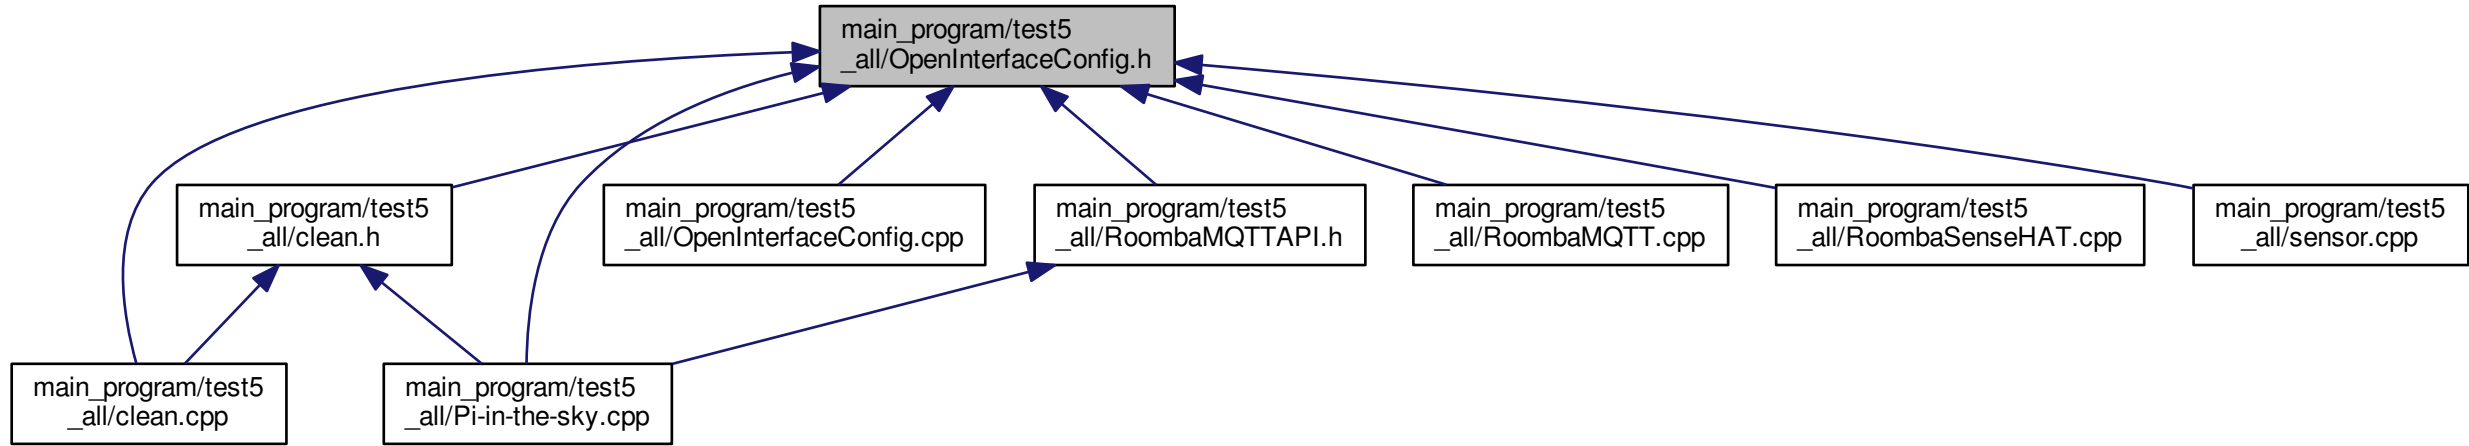 main_program/test5
_all/OpenInterfaceConfig.h
main_program/test5
_all/clean.h
main_program/test5
_all/OpenInterfaceConfig.cpp
main_program/test5
_all/RoombaMQTTAPI.h
main_program/test5
_all/RoombaMQTT.cpp
main_program/test5
_all/RoombaSenseHAT.cpp
main_program/test5
_all/sensor.cpp
main_program/test5
_all/clean.cpp
main_program/test5
_all/Pi-in-the-sky.cpp